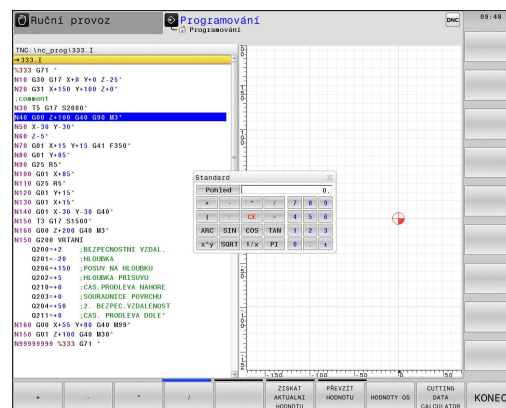 Ruční provoz
Programování
Programování
DNC
09:48
TNC:\nc_prog\333.I
→333.I
%333 G71 *
N10 G30 G17 X+0 Y+0 Z-25*
N20 G31 X+150 Y+100 Z+0*
;comment
N30 T5 G17 S2000*
N40 G00 Z+100 G40 G90 M3*
N50 X-30 Y-30*
N60 Z-5*
N70 G01 X+15 Y+15 G41 F350*
N80 G01 Y+85*
N90 G25 R5*
N100 G01 X+85*
N110 G25 R5*
N120 G01 Y+15*
N130 G01 X+15*
N140 G01 X-30 Y-30 G40*
N150 T3 G17 S1500*
N160 G00 Z+200 G40 M3*
N150 G200 VRTANI
Q200=+2 ;BEZPECNOSTNI VZDAL.
Q201=-20 ;HLOUBKA
Q206=+150 ;POSUV NA HLOUBKU
Q202=+5 ;HLOUBKA PRISUVU
Q210=+0 ;CAS.PRODLEVA NAHORE
Q203=+0 ;SOURADNICE POVRCHU
Q204=+50 ;2. BEZPEC.VZDALENOST
Q211=+0 ;CAS. PRODLEVA DOLE*
N160 G00 X+55 Y+80 G40 M99*
N150 G01 Z+100 G40 M30*
N99999999 %333 G71 *
Standard
Pohled 0.
+ - * / 7 8 9
( ) CE = 4 5 6
ARC SIN COS TAN 1 2 3
x^y SQRT 1/x PI 0 . ±
-150 -100 -50 0 50
+ - * /
ZISKAT
AKTUALNI
HODNOTU
PŘEVZÍT
HODNOTU
HODNOTY OS
CUTTING
DATA
CALCULATOR
KONEC